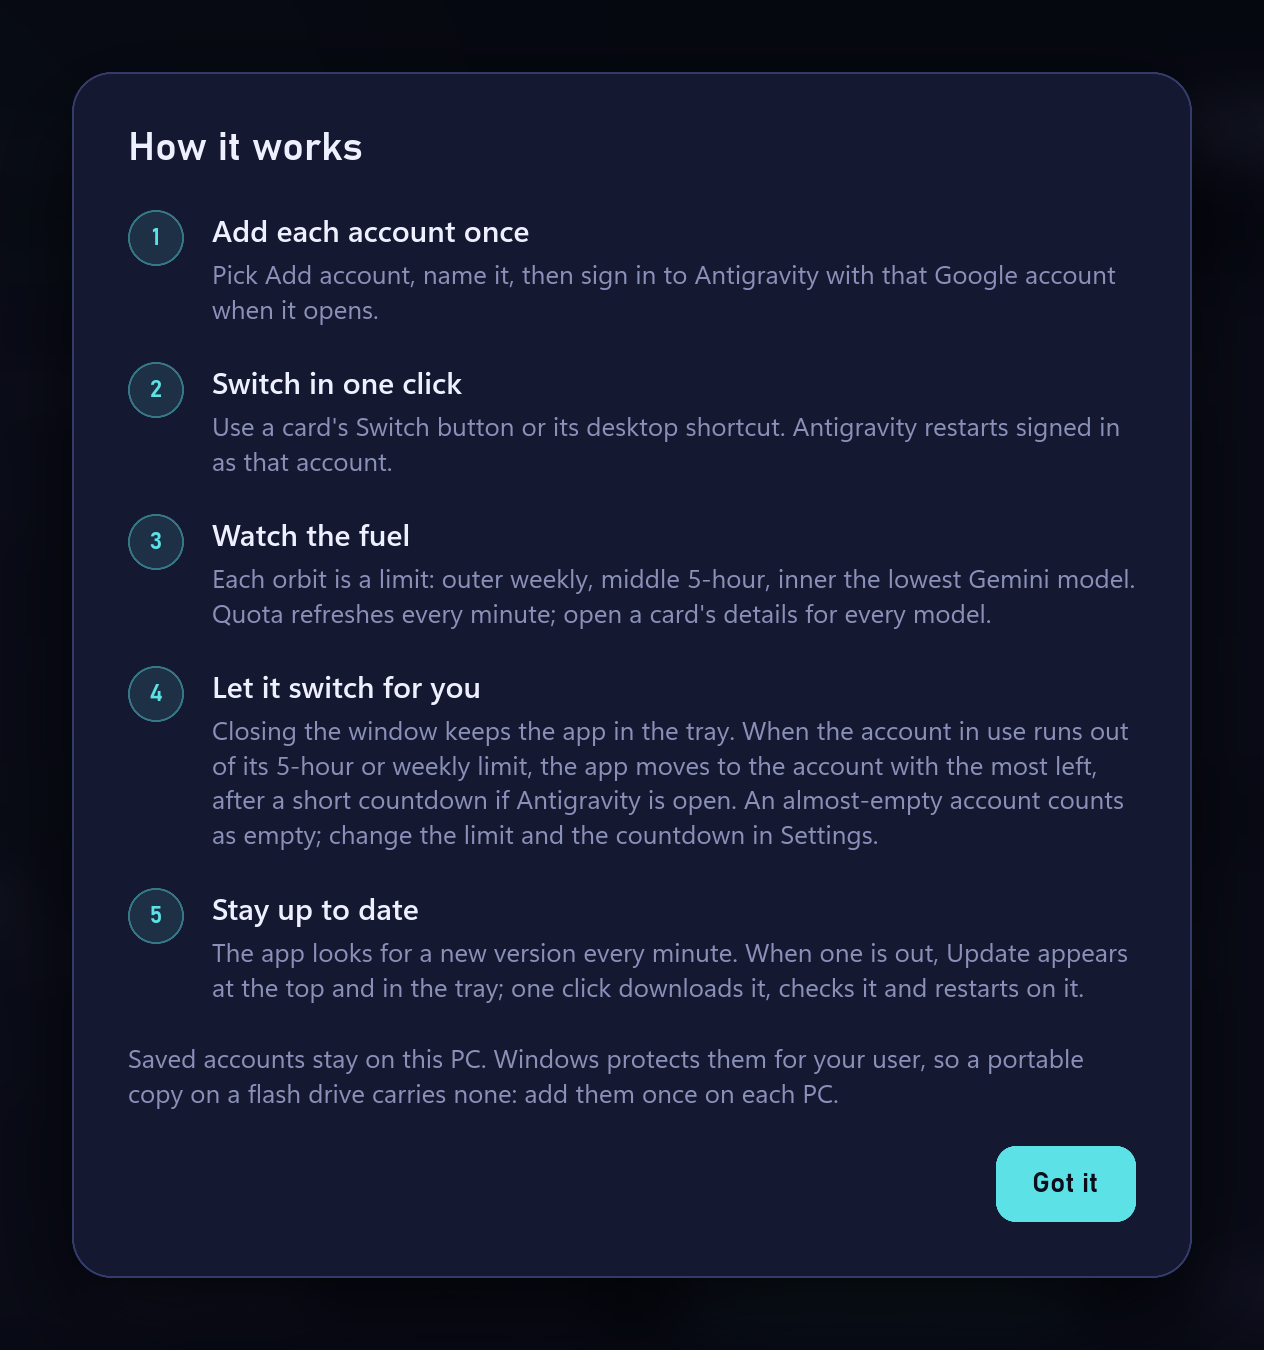 How it works
1
Add each account once
Pick Add account, name it, then sign in to Antigravity with that Google account
when it opens.
2
Switch in one click
Use a card's Switch button or its desktop shortcut. Antigravity restarts signed in
as that account.
3
Watch the fuel
Each orbit is a limit: outer weekly, middle 5-hour, inner the lowest Gemini model.
Quota refreshes every minute; open a card's details for every model.
4
Let it switch for you
Closing the window keeps the app in the tray. When the account in use runs out
of its 5-hour or weekly limit, the app moves to the account with the most left,
after a short countdown if Antigravity is open. An almost-empty account counts
as empty; change the limit and the countdown in Settings.
5
Stay up to date
The app looks for a new version every minute. When one is out, Update appears
at the top and in the tray; one click downloads it, checks it and restarts on it.
Saved accounts stay on this PC. Windows protects them for your user, so a portable
copy on a flash drive carries none: add them once on each PC.
Got it